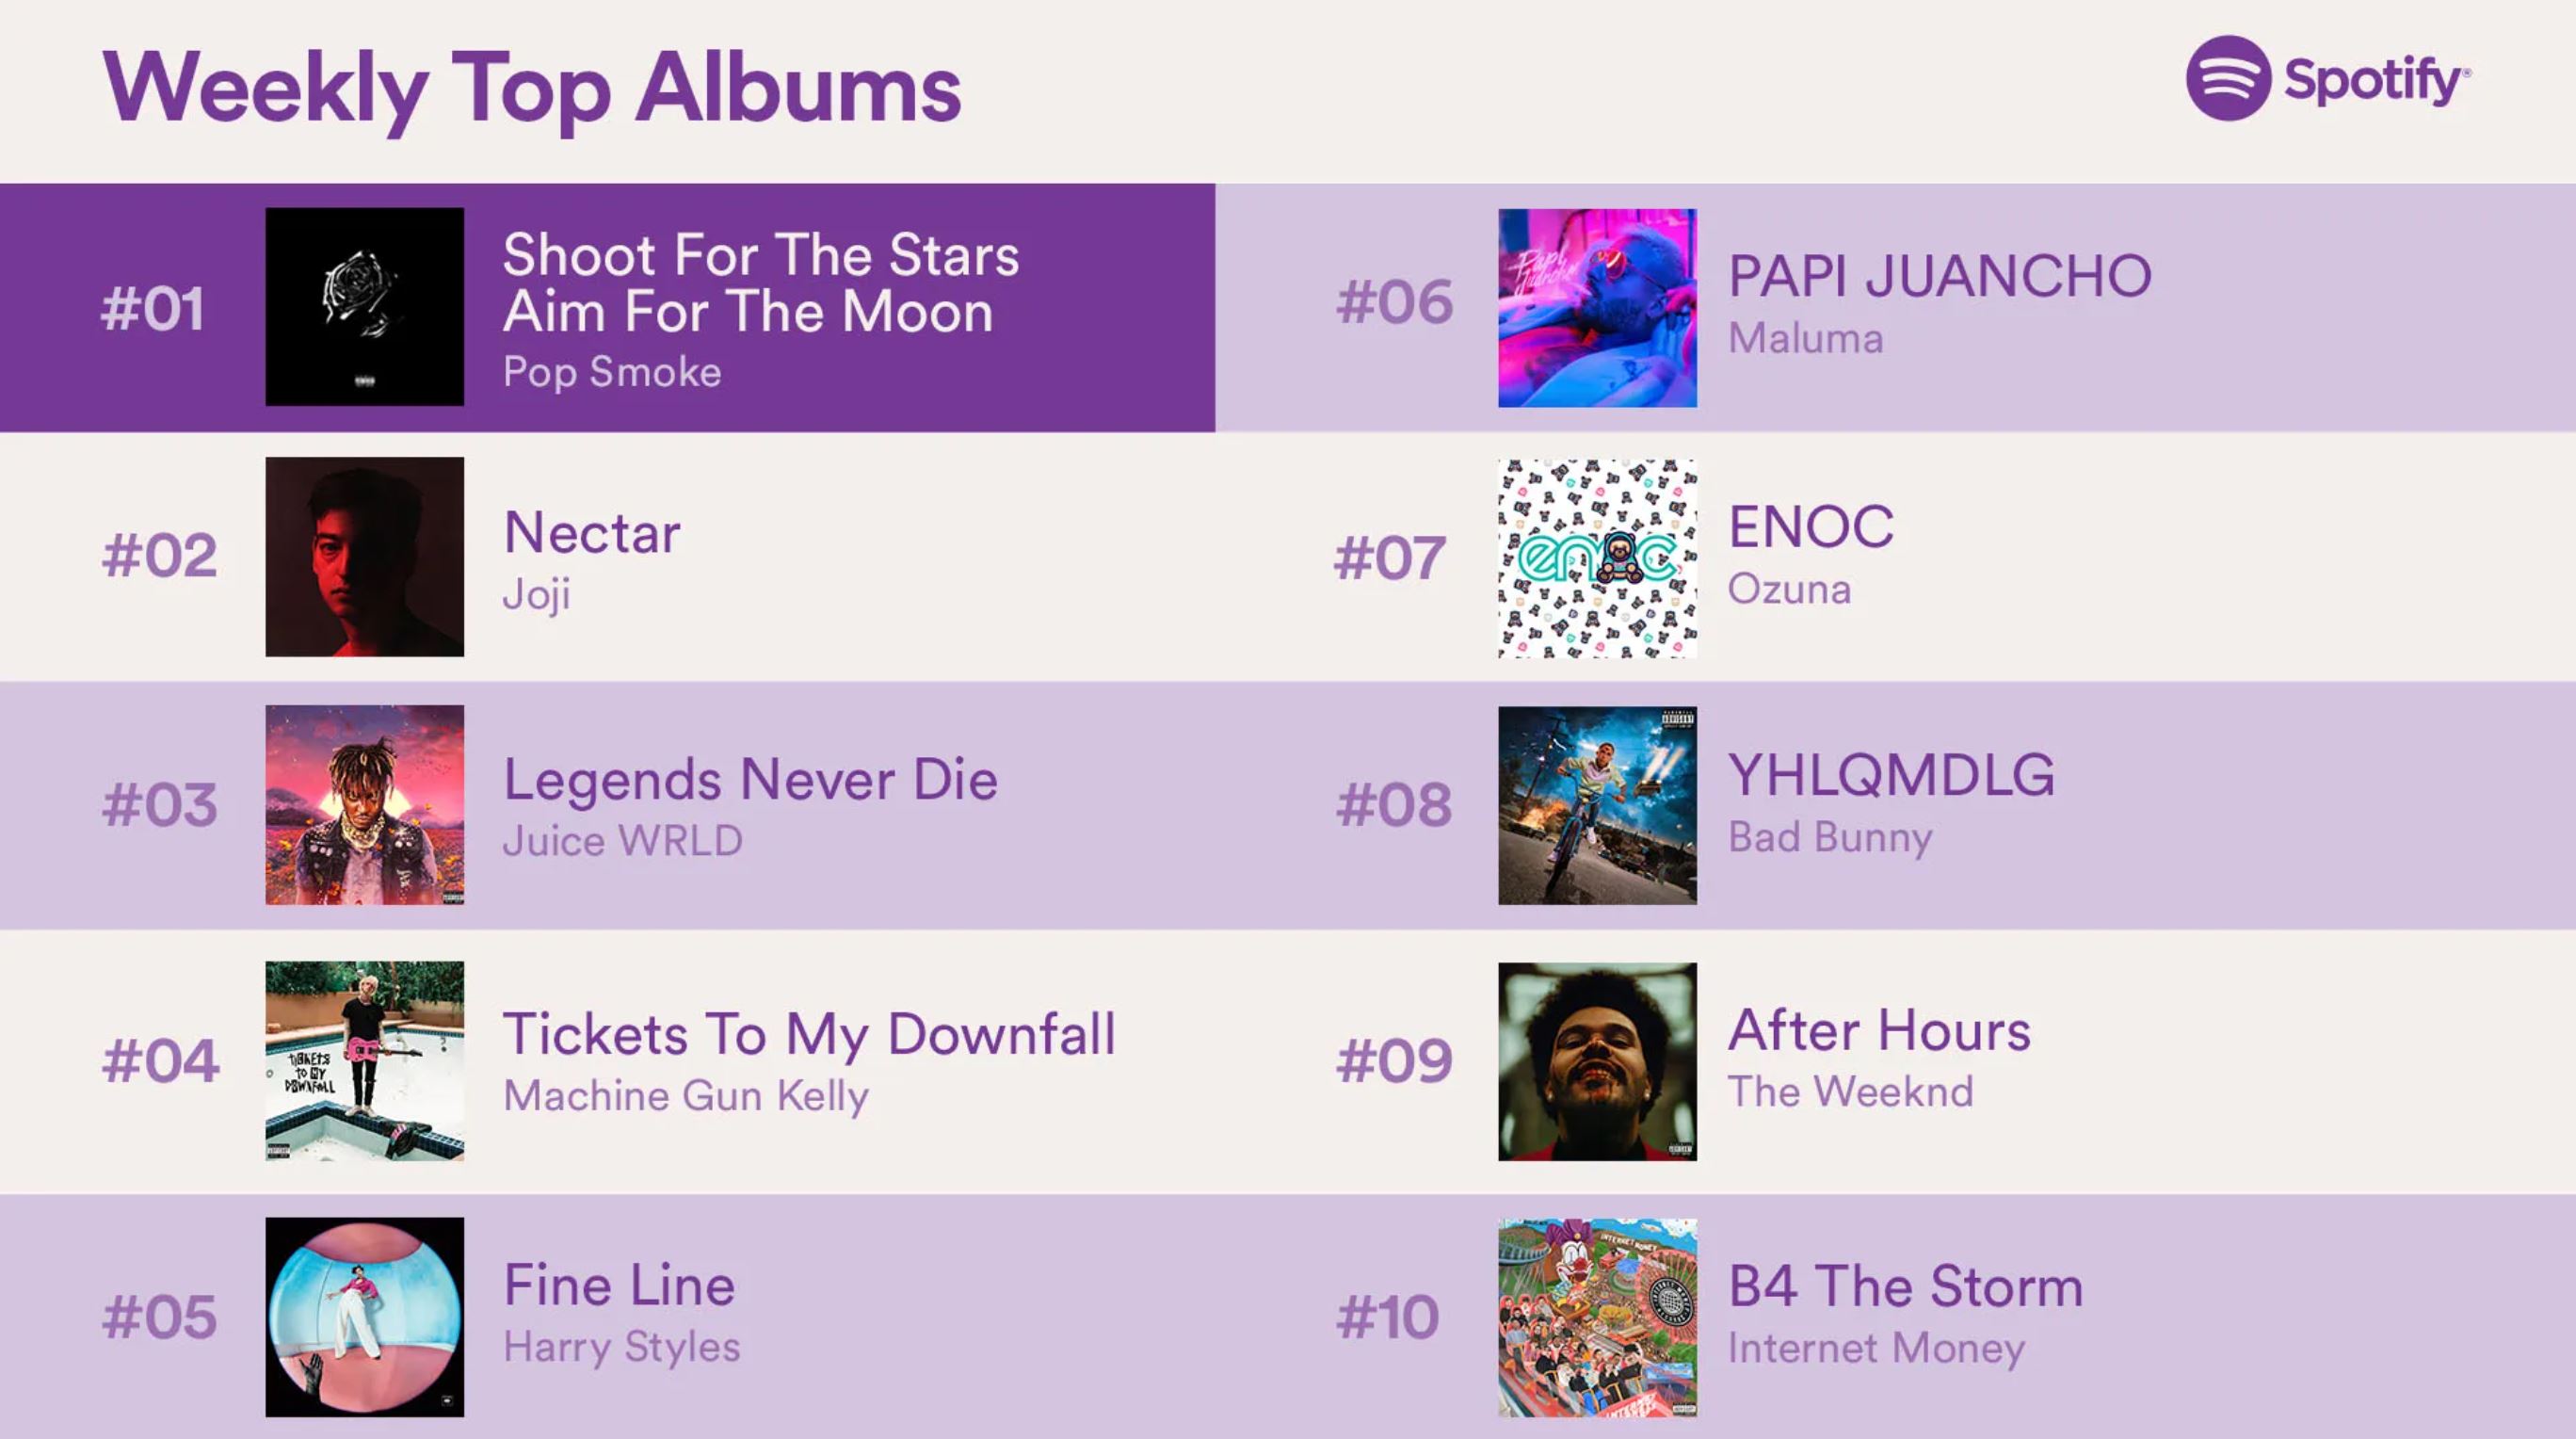 Weekly Top Albums
Spotify®
#01
Shoot For The Stars
Aim For The Moon
Pop Smoke
#02
Nectar
Joji
#03
Legends Never Die
Juice WRLD
#04
TICKETS
TO MY
DOWNFALL
Tickets To My Downfall
Machine Gun Kelly
#05
Fine Line
Harry Styles
#06
Papi
Juancho
PAPI JUANCHO
Maluma
#07
enoc
ENOC
Ozuna
#08
ADVISORY
YHLQMDLG
Bad Bunny
#09
After Hours
The Weeknd
#10
INTERNET MONEY
B4 The Storm
Internet Money